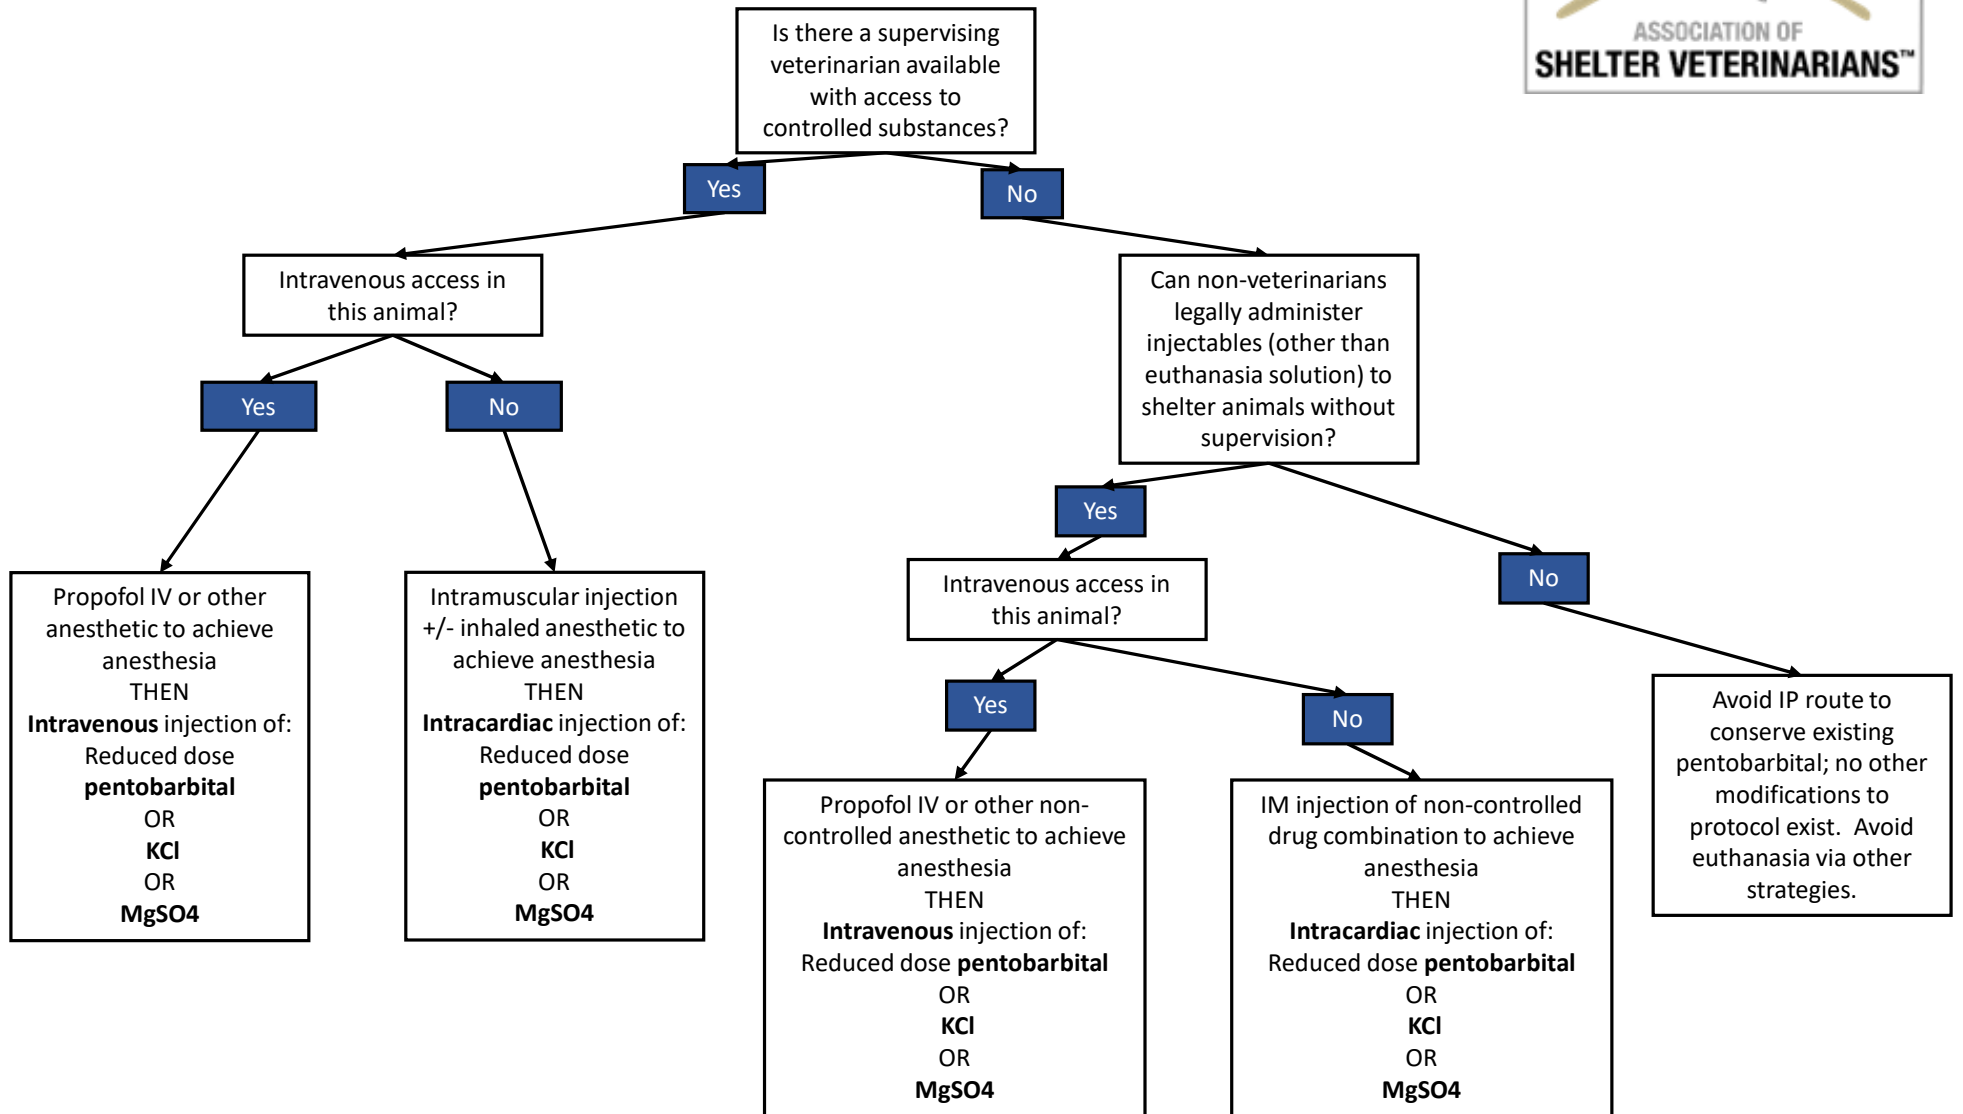 ASSOCIATION OF
SHELTER VETERINARIANS™
Is there a supervising
veterinarian available
with access to
controlled substances?
Yes
No
Intravenous access in
this animal?
Can non-veterinarians
legally administer
injectables (other than
euthanasia solution) to
shelter animals without
supervision?
Yes
No
Yes
No
Intravenous access in
this animal?
Yes
No
Propofol IV or other
anesthetic to achieve
anesthesia
THEN
Intravenous injection of:
Reduced dose
pentobarbital
OR
KCl
OR
MgSO4
Intramuscular injection
+/- inhaled anesthetic to
achieve anesthesia
THEN
Intracardiac injection of:
Reduced dose
pentobarbital
OR
KCl
OR
MgSO4
Propofol IV or other non-
controlled anesthetic to achieve
anesthesia
THEN
Intravenous injection of:
Reduced dose pentobarbital
OR
KCl
OR
MgSO4
IM injection of non-controlled
drug combination to achieve
anesthesia
THEN
Intracardiac injection of:
Reduced dose pentobarbital
OR
KCl
OR
MgSO4
Avoid IP route to
conserve existing
pentobarbital; no other
modifications to
protocol exist.  Avoid
euthanasia via other
strategies.